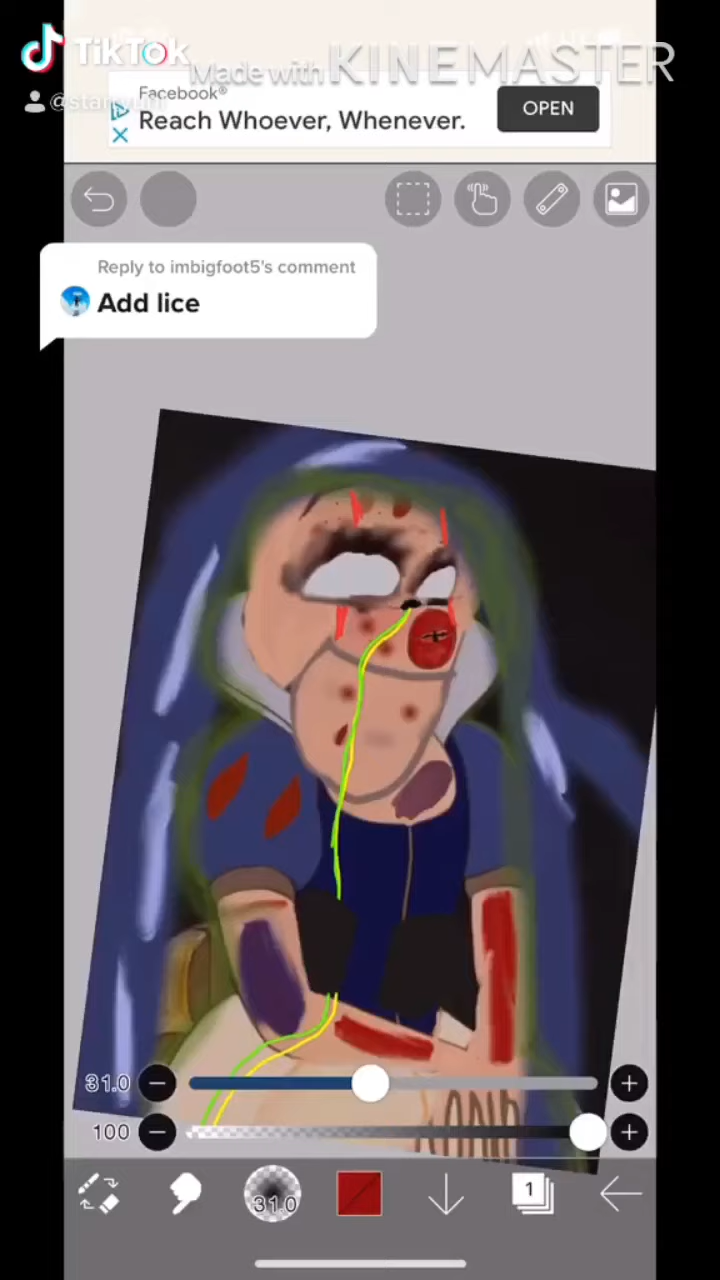 TikTok
Made with KINEMASTER
Facebook®
Reach Whoever, Whenever.
OPEN
Reply to imbigfoot5's comment
Add lice
31.0
100
31.0
1